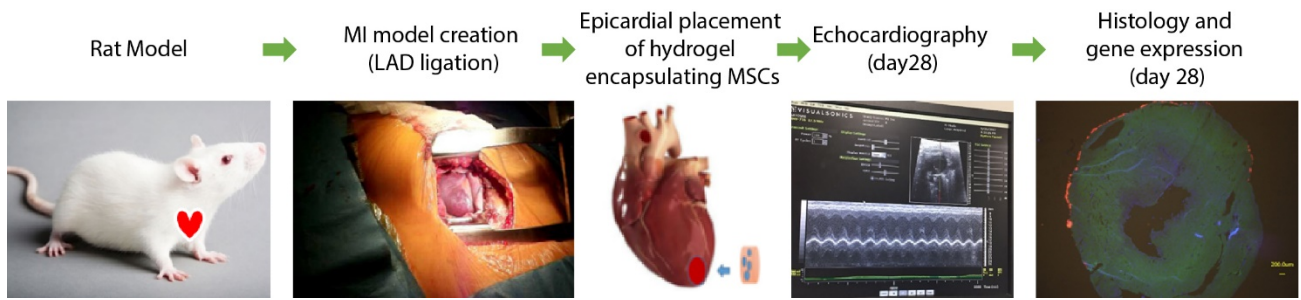 Rat Model
MI model creation
(LAD ligation)
Epicardial placement
of hydrogel
encapsulating MSCs
Echocardiography
(day28)
Histology and
gene expression
(day 28)
VISUALSONICS